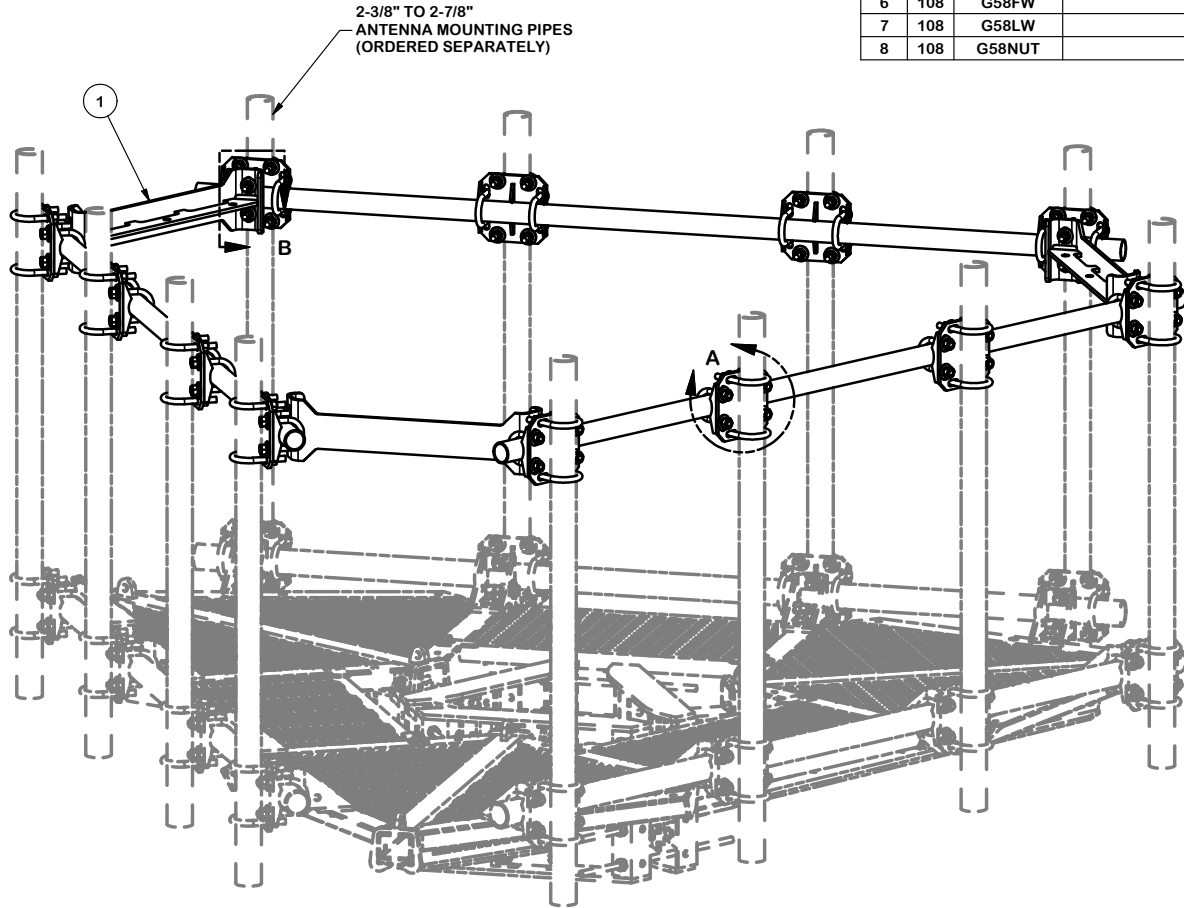 2-3/8" TO 2-7/8"
ANTENNA MOUNTING PIPES
(ORDERED SEPARATELY)
6 108 G58FW
7 108 G58LW
8 108 G58NUT
1
B
A